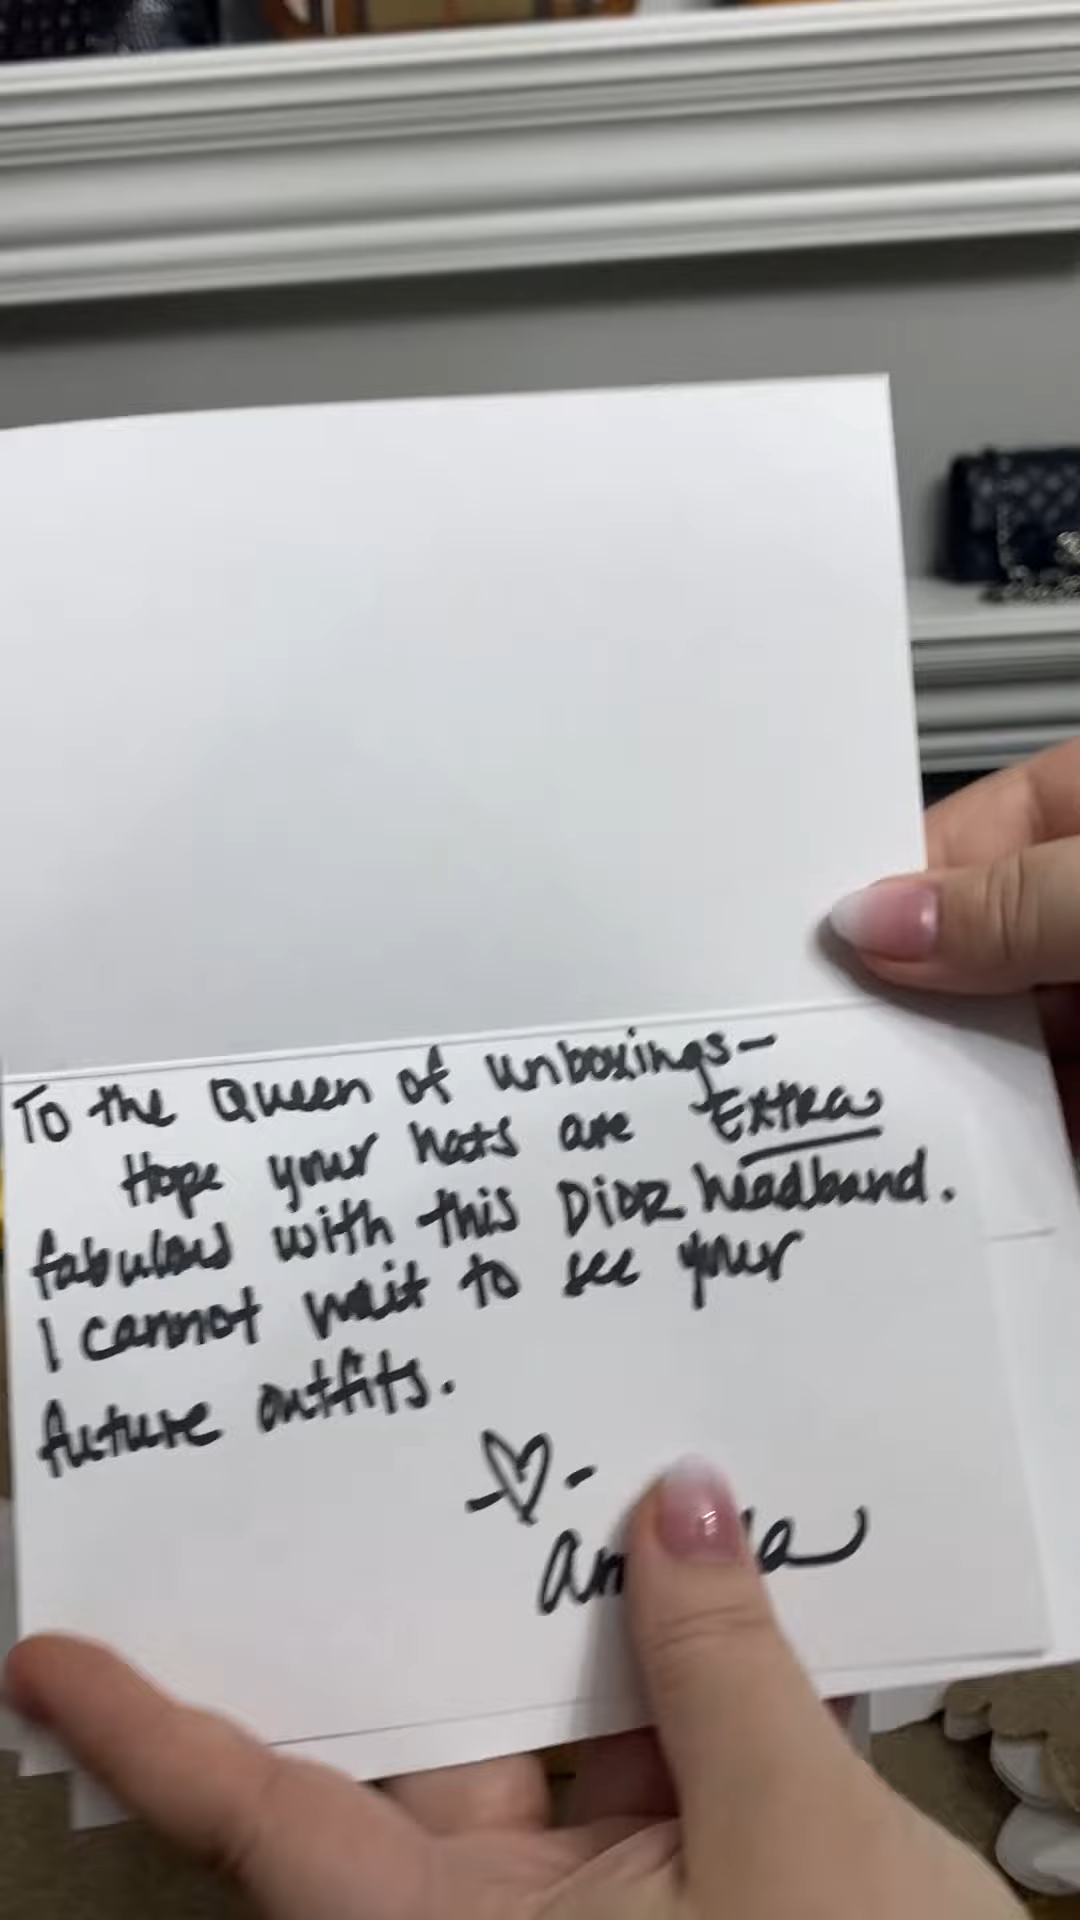 To the Queen of unboxings—
Hope your hats are EXTRA
fabulous with this DiOR headband.
I cannot wait to see your
future outfits.
-♡-